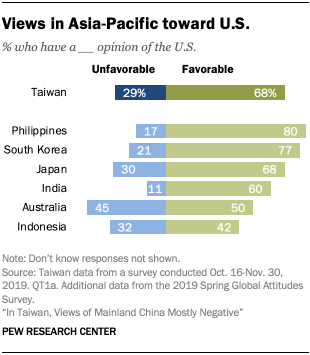 Views in Asia-Pacific toward U.S.
% who have a __ opinion of the U.S.
Unfavorable Favorable
Taiwan 29% 68%
Philippines 17 80
South Korea 21 77
Japan 30 68
India 11 60
Australia 45 50
Indonesia 32 42
Note: Don’t know responses not shown.
Source: Taiwan data from a survey conducted Oct. 16-Nov. 30,
2019. QT1a. Additional data from the 2019 Spring Global Attitudes
Survey.
“In Taiwan, Views of Mainland China Mostly Negative”
PEW RESEARCH CENTER